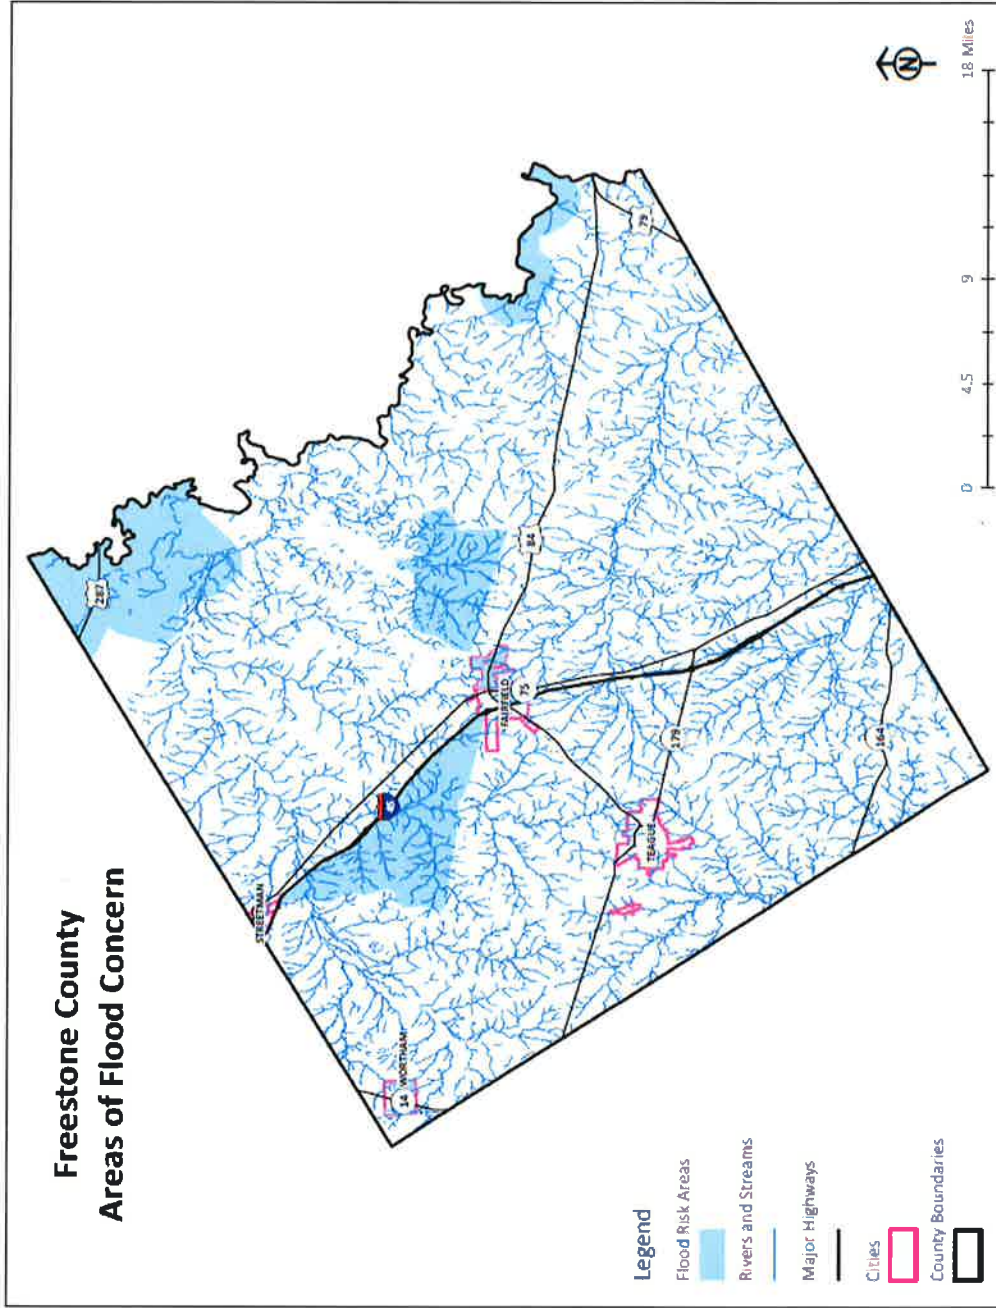 Freestone County
Areas of Flood Concern
STREETMAN
287
14
WORTHAM
FAIRFIELD
75
84
79
TEAGUE
179
164
Legend
Flood Risk Areas
Rivers and Streams
Major Highways
Cities
County Boundaries
N
0
4.5
9
18 Miles